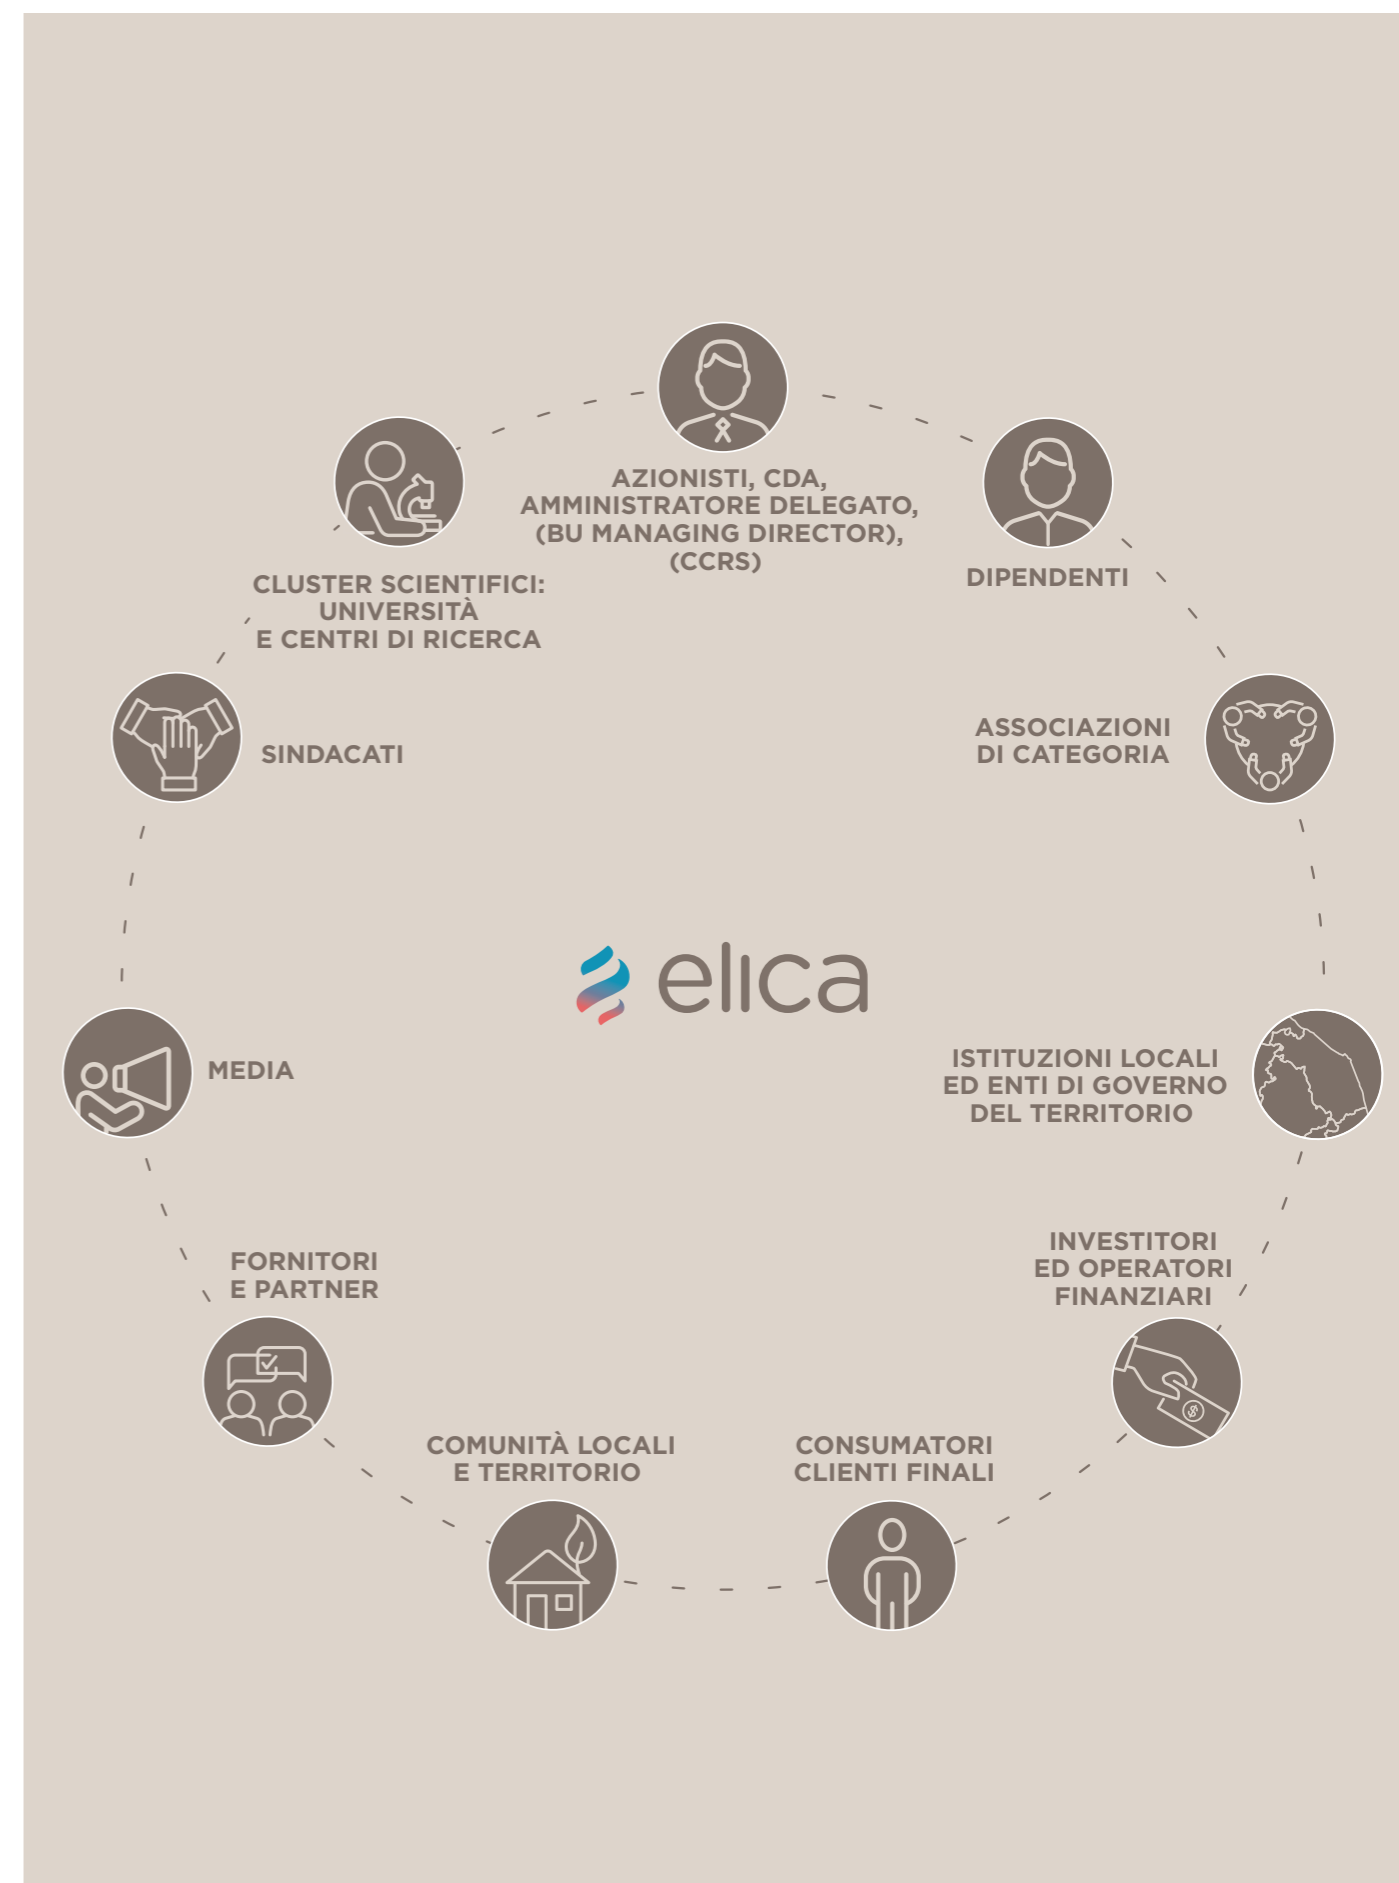 AZIONISTI, CDA,
AMMINISTRATORE DELEGATO,
(BU MANAGING DIRECTOR),
(CCRS)
DIPENDENTI
CLUSTER SCIENTIFICI:
UNIVERSITÀ
E CENTRI DI RICERCA
ASSOCIAZIONI
DI CATEGORIA
SINDACATI
elica
ISTITUZIONI LOCALI
ED ENTI DI GOVERNO
DEL TERRITORIO
MEDIA
INVESTITORI
ED OPERATORI
FINANZIARI
FORNITORI
E PARTNER
$
COMUNITÀ LOCALI
E TERRITORIO
CONSUMATORI
CLIENTI FINALI